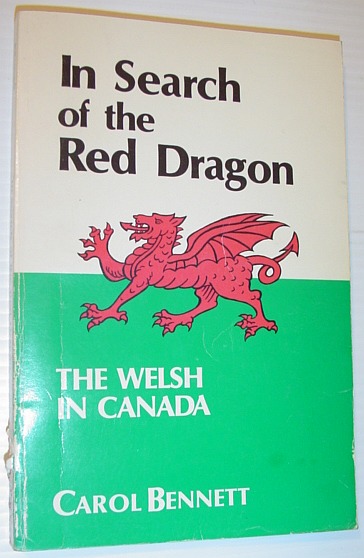 In Search
of the
Red Dragon
THE WELSH
IN CANADA
CAROL BENNETT